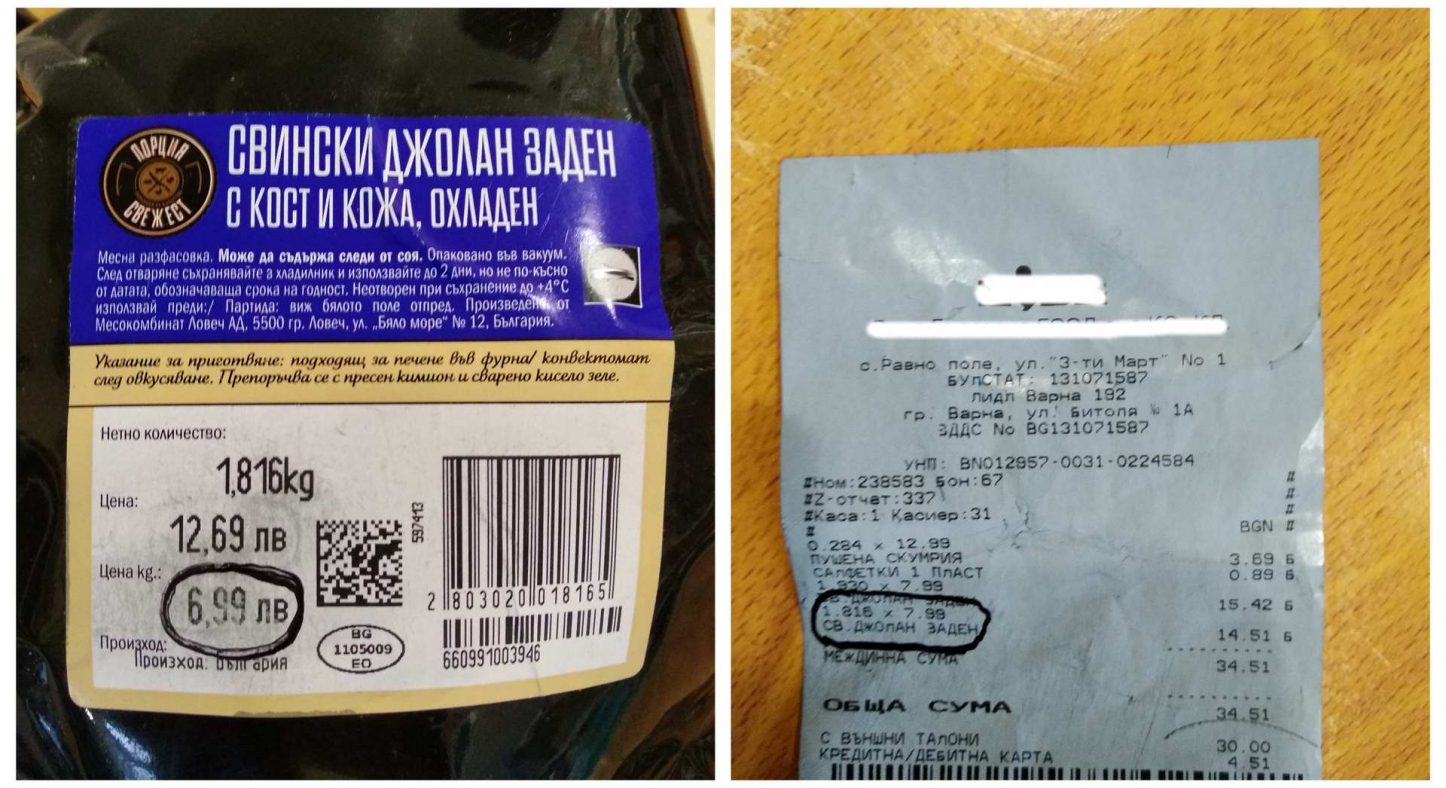 ПОРЦИЯ
СВЕЖЕСТ
СВИНСКИ ДЖОЛАН ЗАДЕН
С КОСТ И КОЖА, ОХЛАДЕН
Месна разфасовка. Може да съдържа следи от соя. Опаковано във вакуум.
След отваряне съхранявайте в хладилник и използвайте до 2 дни, но не по-късно
от датата, обозначаваща срока на годност. Неотворен при съхранение до +4°C
използвай преди:/ Партида: виж бялото поле отпред. Произведено от
Месокомбинат Ловеч АД, 5500 гр. Ловеч, ул. „Бяло море" № 12, България.
Указание за приготвяне: подходящ за печене във фурна/ конвектомат
след овкусяване. Препоръчва се с пресен кимион и сварено кисело зеле.
Нетно количество:
1,816kg
Цена:
12,69 лв
Цена kg.:
6,99 лв
Произход:
Произход: България
BG
1105009
EO
597413
2 803020 018165
660991003946
с.Равно поле, ул."3-ти Март" No 1
БУЛСТАТ: 131071587
Лидл Варна 192
гр. Варна, ул. Битоля № 1А
ЗДДС No BG131071587
УНП: BN012957-0031-0224584
#Ном:238583 Бон:67 #
#Z-отчет:337 #
#Каса:1 Касиер:31 #
# BGN #
0.284 x 12.99
ПУШЕНА СКУМРИЯ 3.69 Б
САЛФЕТКИ 1 ПЛАСТ 0.89 Б
1.930 x 7.99
СВ.ДЖОЛАН ЗАДЕН 15.42 Б
1.816 x 7.99
СВ.ДЖОЛАН ЗАДЕН 14.51 Б
МЕЖДИННА СУМА 34.51
ОБЩА СУМА 34.51
С ВЪНШНИ ТАЛОНИ 30.00
КРЕДИТНА/ДЕБИТНА КАРТА 4.51